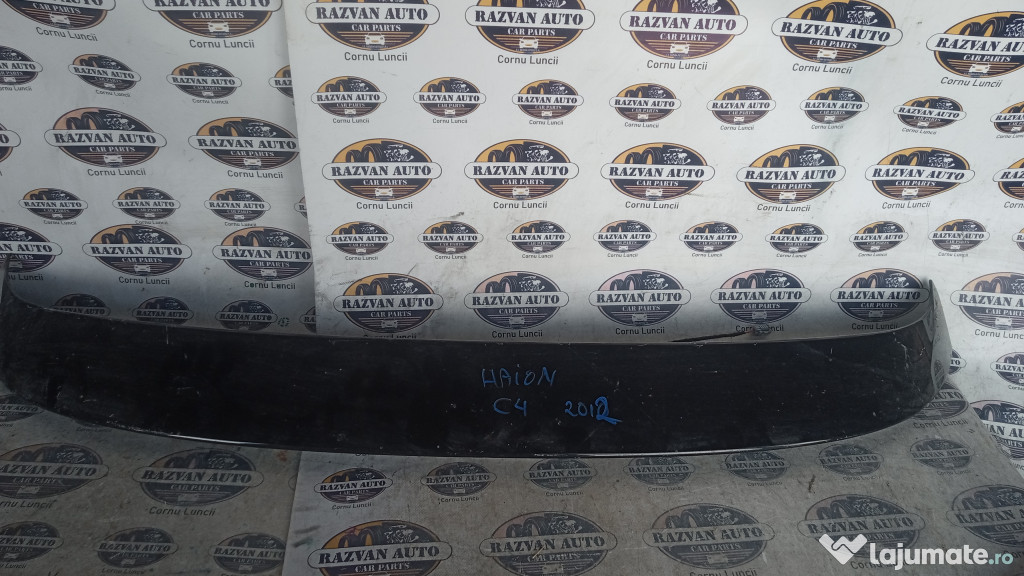 RAZVAN AUTO
CAR PARTS
Cornu Luncii
HAION
C4 2012
lajumate.ro